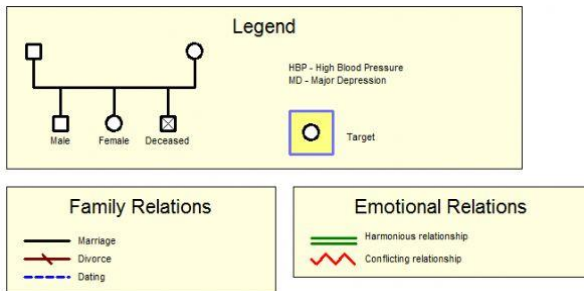 Legend
HBP - High Blood Pressure
MD - Major Depression
Male Female Deceased
Target
Family Relations
Marriage
Divorce
Dating
Emotional Relations
Harmonious relationship
Conflicting relationship